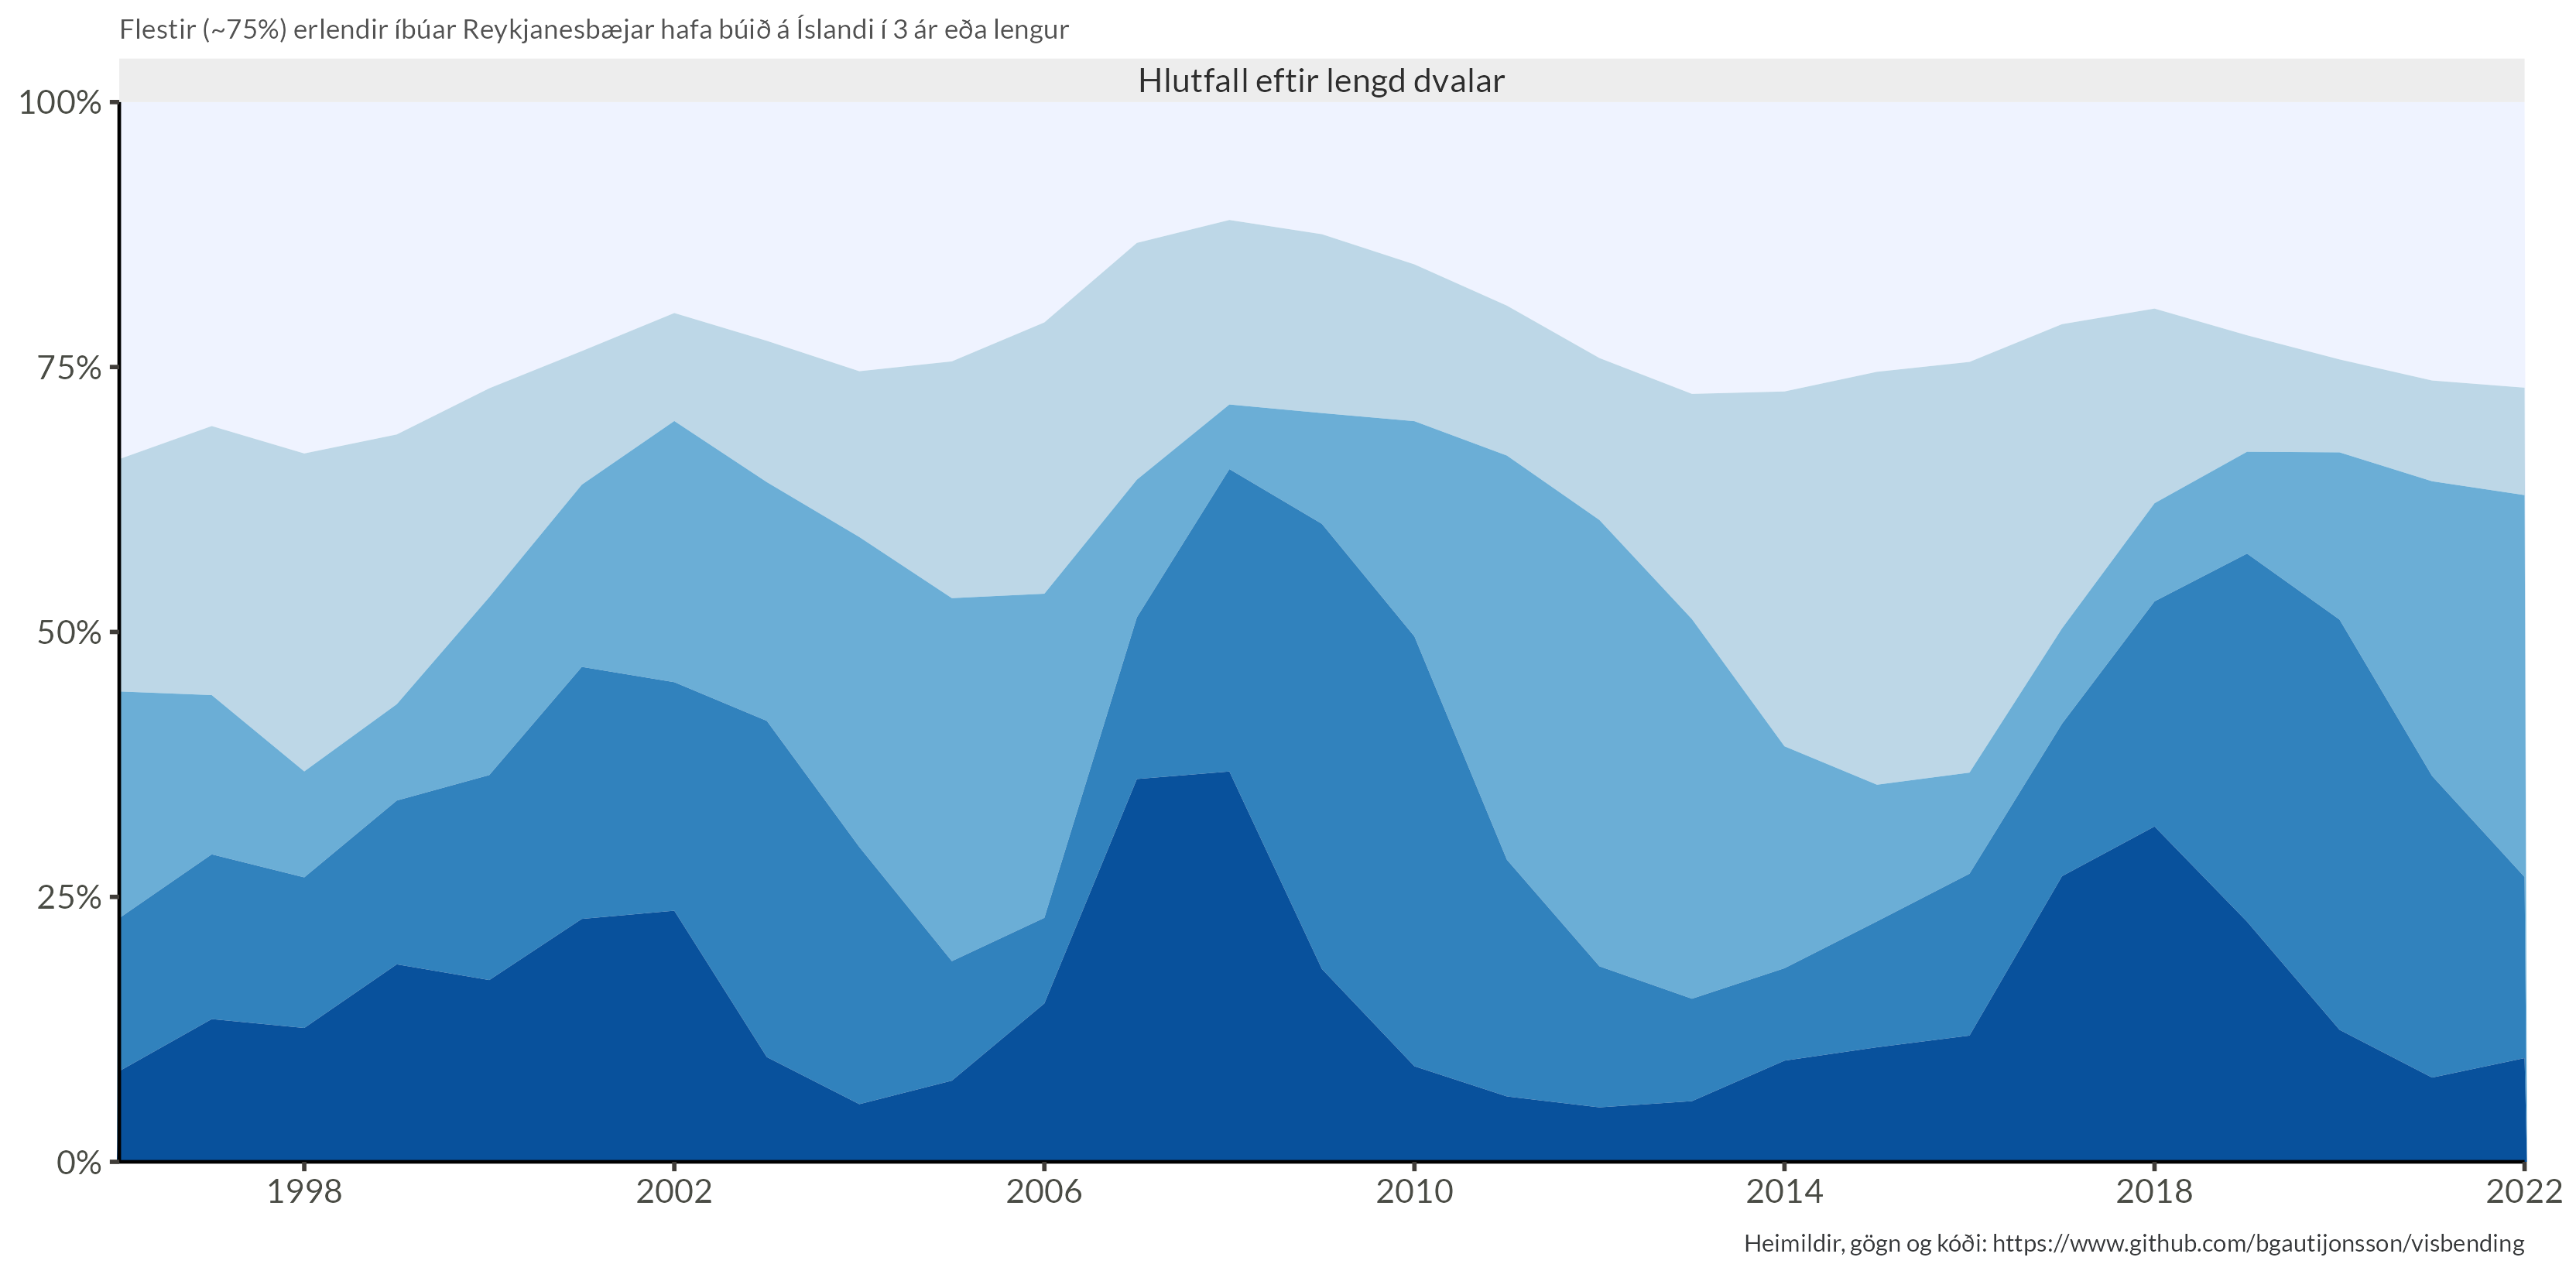 Flestir (~75%) erlendir íbúar Reykjanesbæjar hafa búið á Íslandi í 3 ár eða lengur
Hlutfall eftir lengd dvalar
100%
75%
50%
25%
0%
1998 2002 2006 2010 2014 2018 2022
Heimildir, gögn og kóði: https://www.github.com/bgautijonsson/visbending